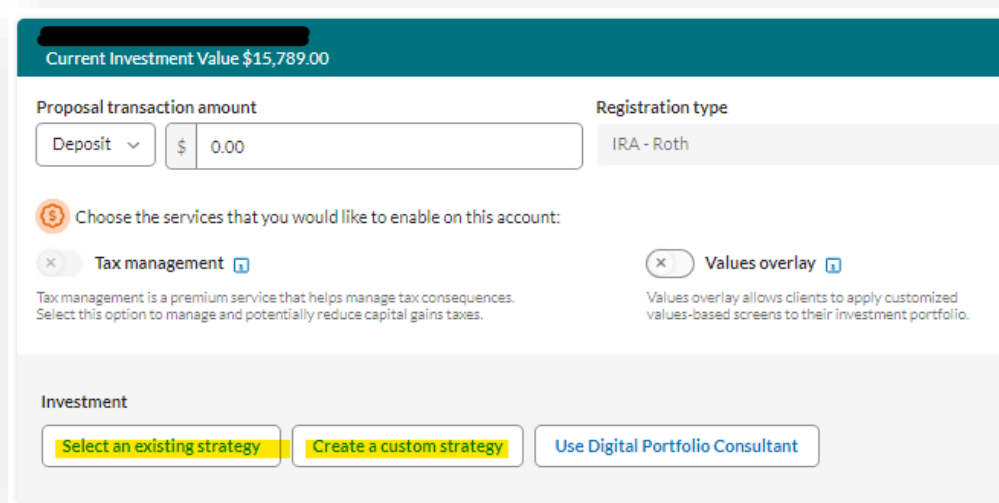 Current Investment Value $15,789.00
Proposal transaction amount
Registration type
Deposit
$ 0.00
IRA - Roth
Choose the services that you would like to enable on this account:
Tax management
Values overlay
Tax management is a premium service that helps manage tax consequences.
Select this option to manage and potentially reduce capital gains taxes.
Values overlay allows clients to apply customized
values-based screens to their investment portfolio.
Investment
Select an existing strategy
Create a custom strategy
Use Digital Portfolio Consultant